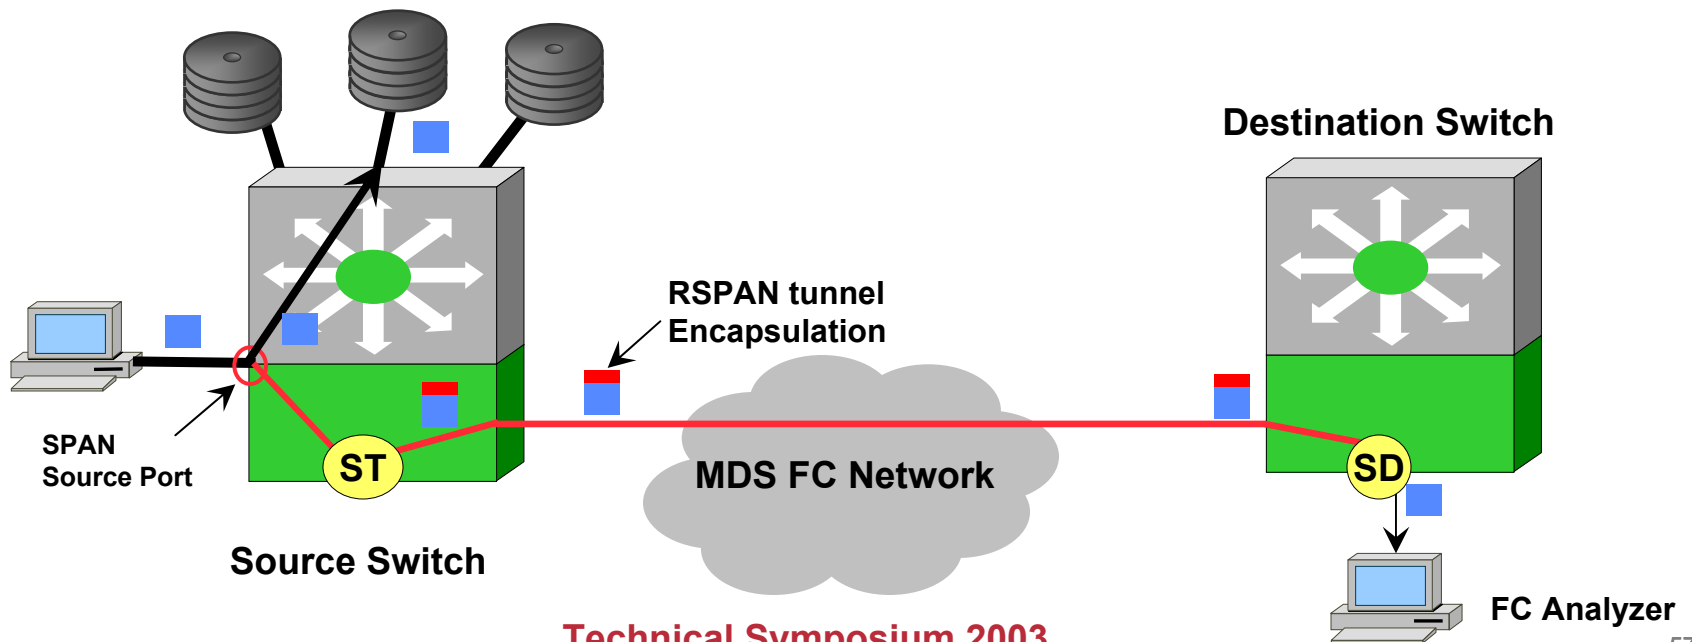 Destination Switch
RSPAN tunnel
Encapsulation
SPAN
Source Port
ST
MDS FC Network
SD
Source Switch
FC Analyzer
Technical Symposium 2003